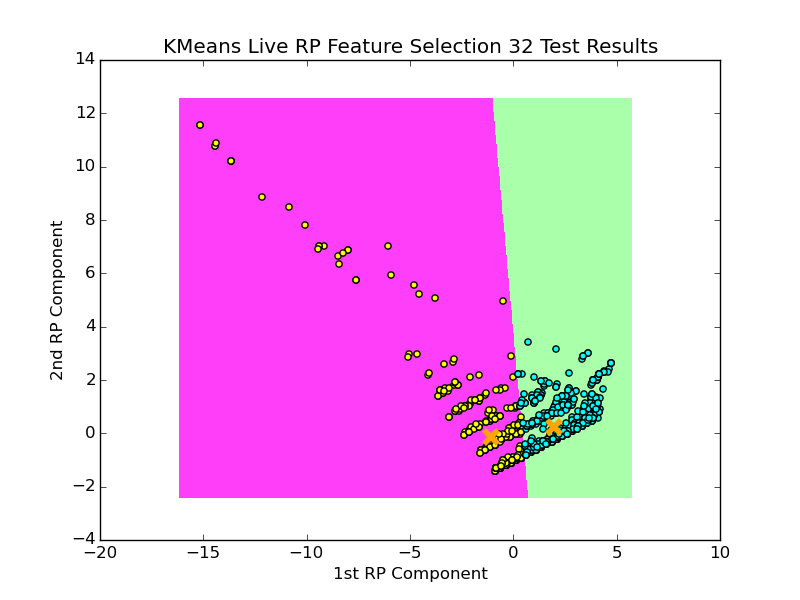 KMeans Live RP Feature Selection 32 Test Results
14
12
10
8
6
4
2
0
−2
−4
2nd RP Component
−20 −15 −10 −5 0 5 10
1st RP Component